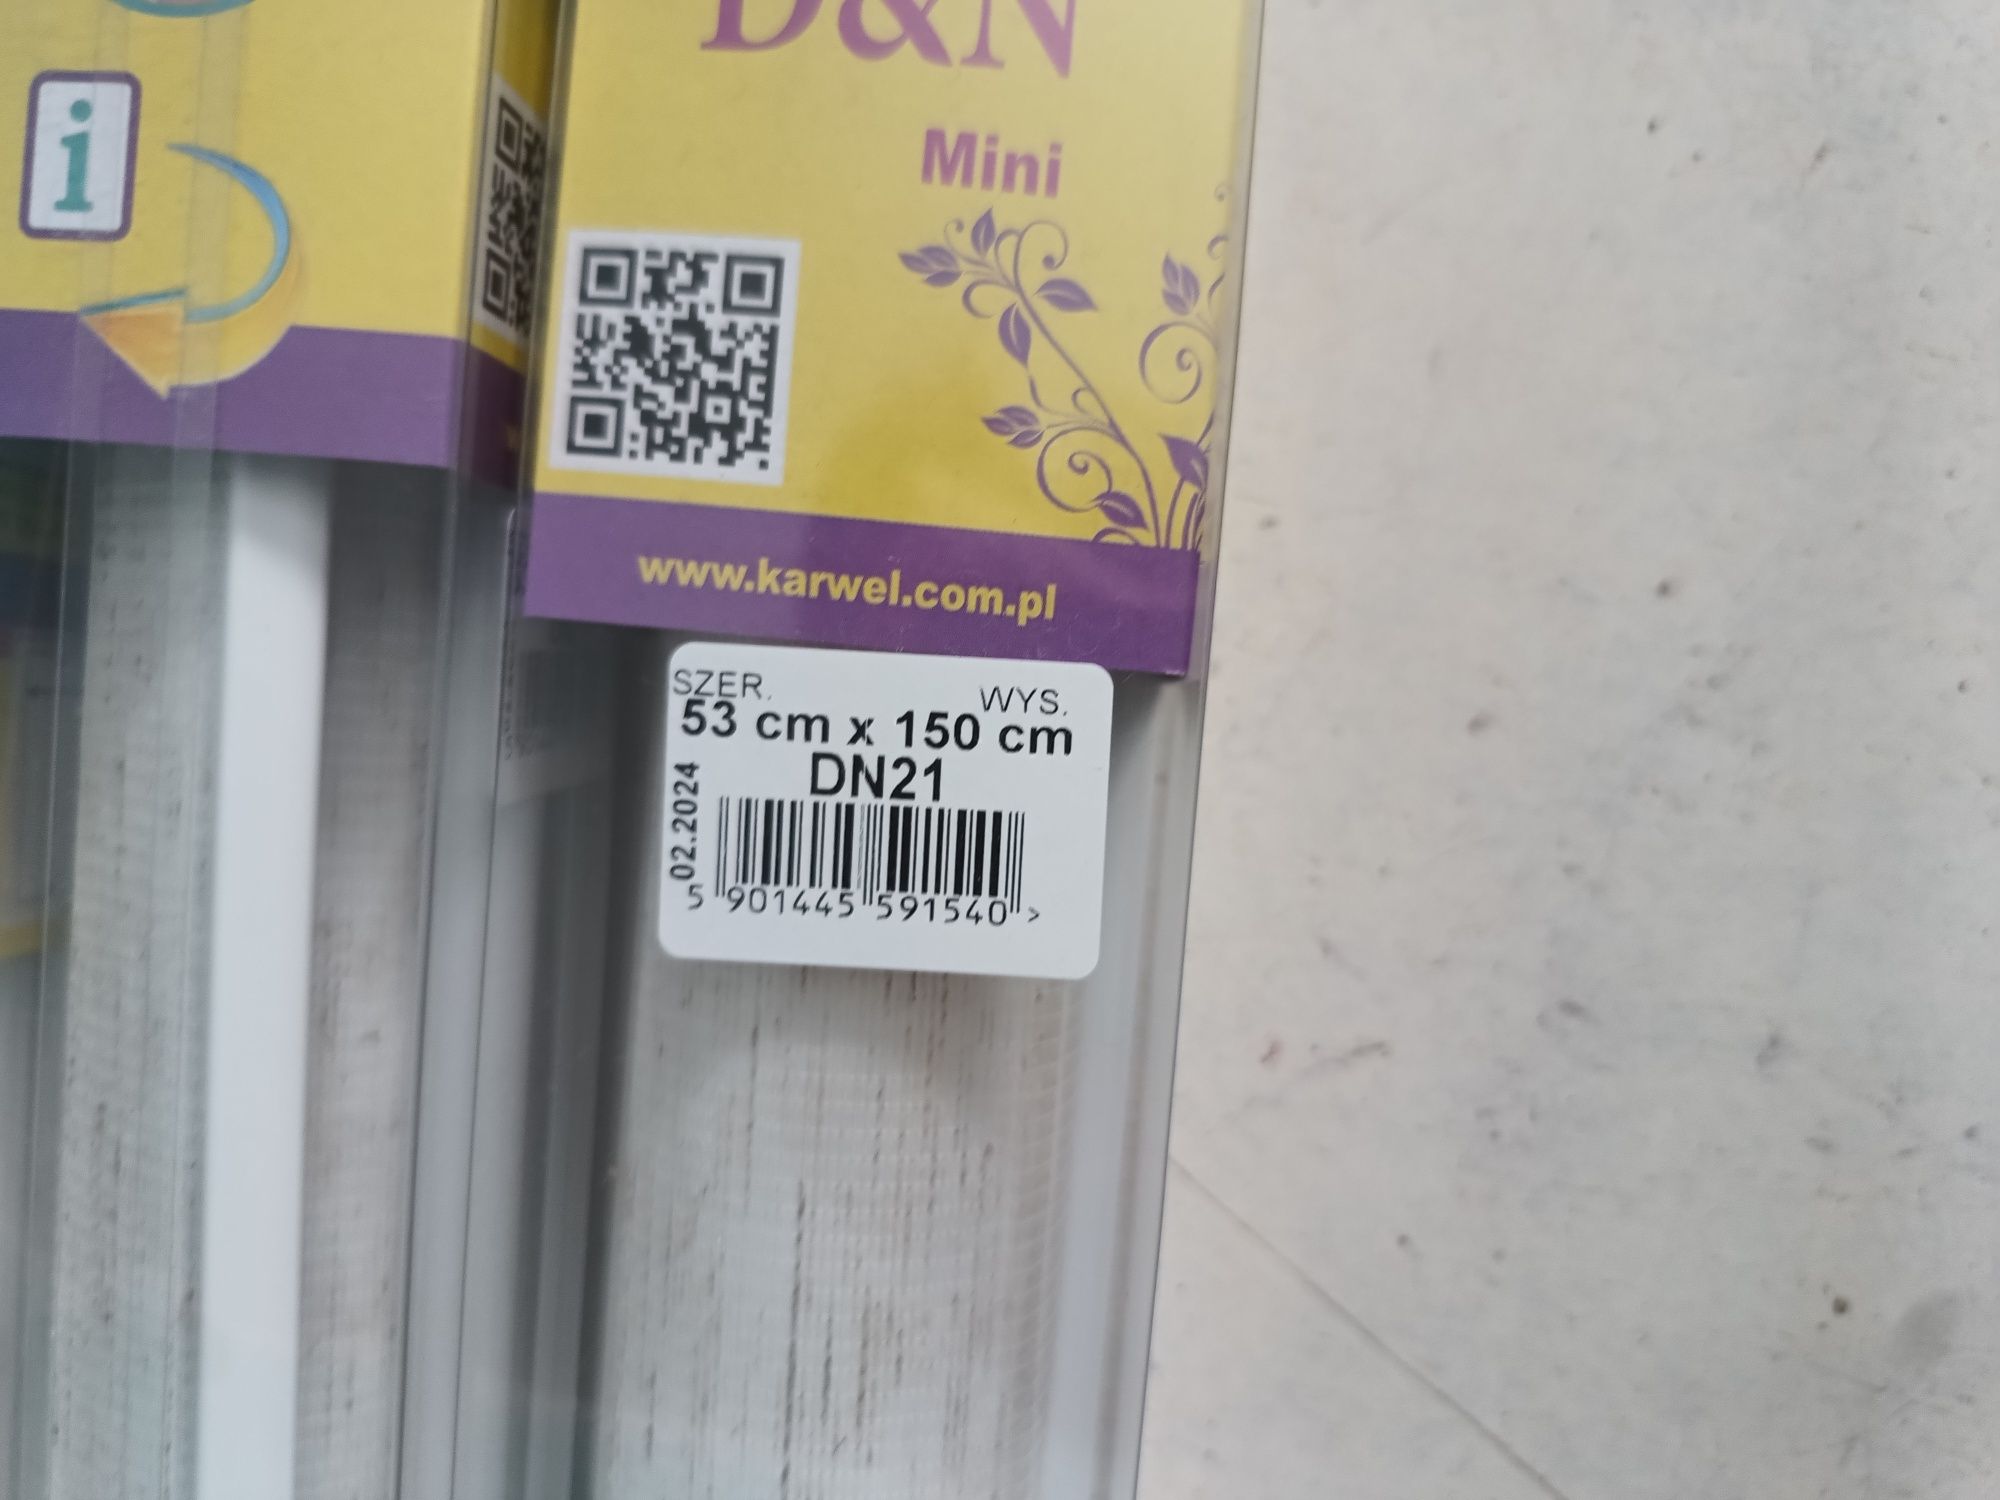 D&N
Mini
i
www.karwel.com.pl
SZER. WYS.
53 cm x 150 cm
DN21
02.2024
5 901445 591540 >